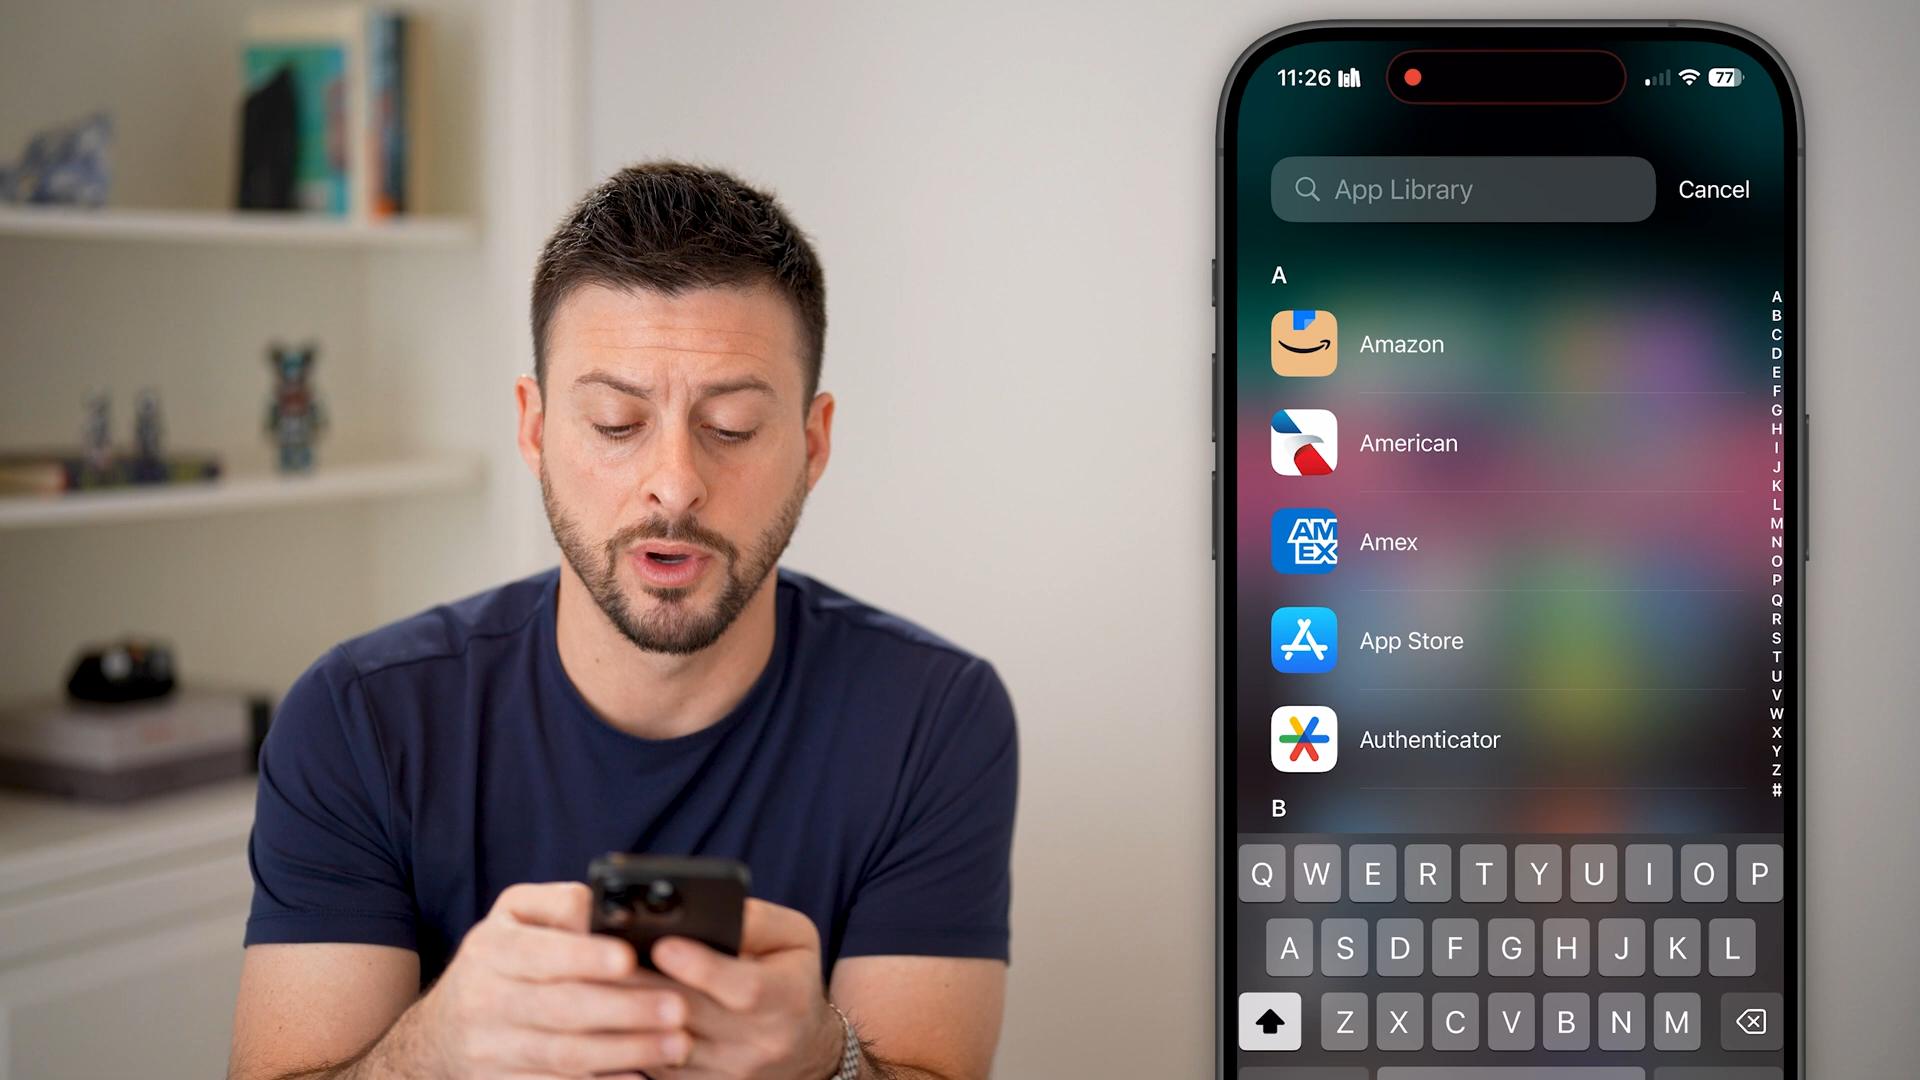 11:26
77
App Library
Cancel
A
Amazon
American
AM
EX
Amex
App Store
Authenticator
B
A
B
C
D
E
F
G
H
I
J
K
L
M
N
O
P
Q
R
S
T
U
V
W
X
Y
Z
#
Q W E R T Y U I O P
A S D F G H J K L
Z X C V B N M